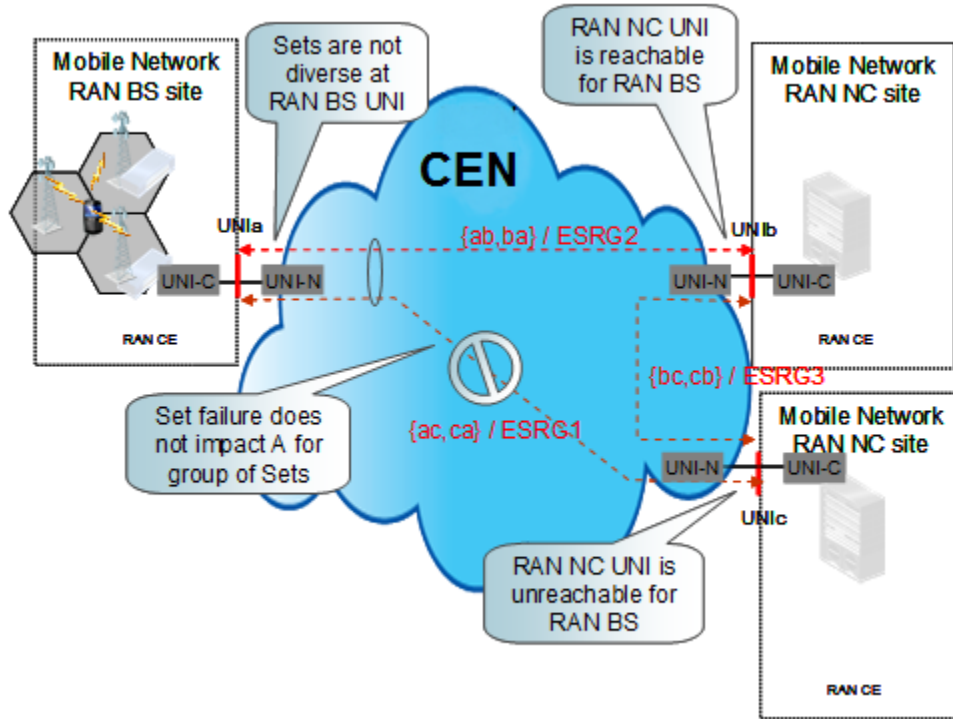 Sets are not
diverse at
RAN BS UNI
RAN NC UNI
is reachable
for RAN BS
Mobile Network
RAN BS site
Mobile Network
RAN NC site
CEN
UNIa
{ab,ba} / ESRG2
UNIb
UNI-C
UNI-N
UNI-N
UNI-C
RAN CE
RAN CE
{bc,cb} / ESRG3
Set failure does
not impact A for
group of Sets
{ac,ca} / ESRG1
Mobile Network
RAN NC site
UNI-N
UNI-C
UNIc
RAN NC UNI is
unreachable for
RAN BS
RAN CE